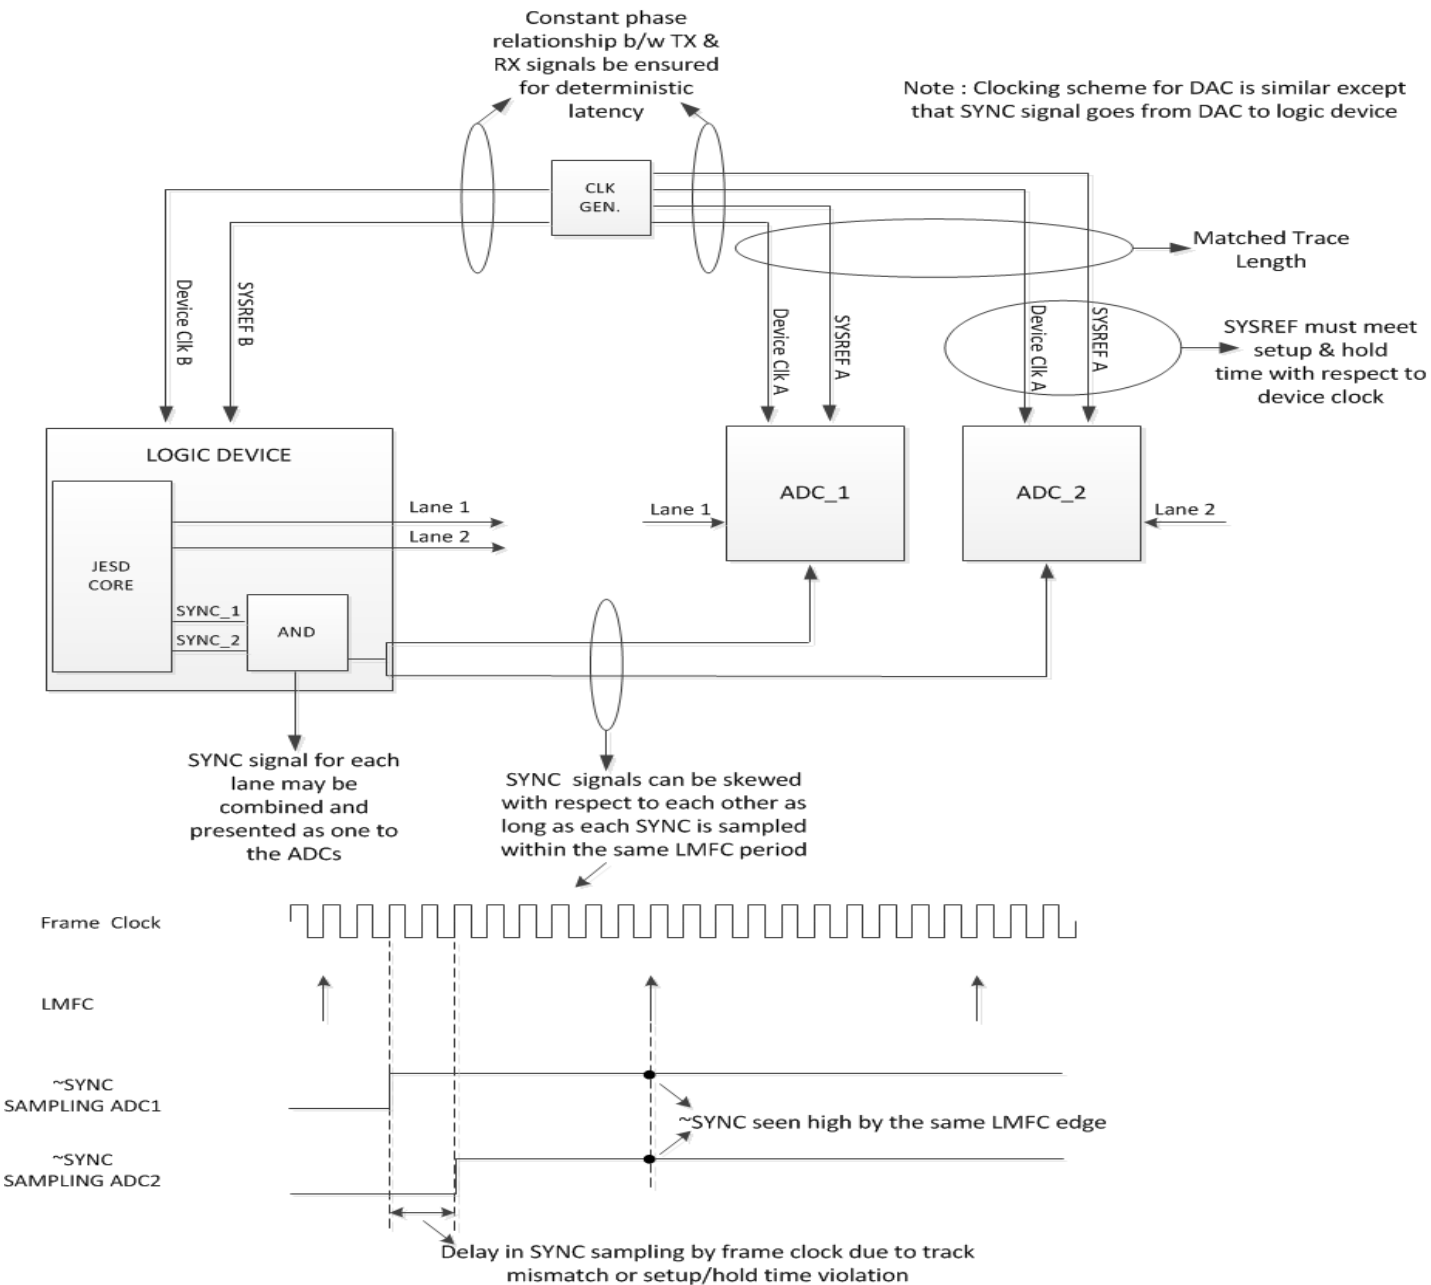 Constant phase
relationship b/w TX &
RX signals be ensured
for deterministic
latency
Note : Clocking scheme for DAC is similar except
that SYNC signal goes from DAC to logic device
CLK
GEN.
Matched Trace
Length
Device Clk B
SYSREF B
Device Clk A
SYSREF A
Device Clk A
SYSREF A
SYSREF must meet
setup & hold
time with respect to
device clock
LOGIC DEVICE
JESD
CORE
Lane 1
Lane 2
SYNC_1
SYNC_2
AND
Lane 1
ADC_1
ADC_2
Lane 2
SYNC signal for each
lane may be
combined and
presented as one to
the ADCs
SYNC signals can be skewed
with respect to each other as
long as each SYNC is sampled
within the same LMFC period
Frame Clock
LMFC
~SYNC
SAMPLING ADC1
~SYNC seen high by the same LMFC edge
~SYNC
SAMPLING ADC2
Delay in SYNC sampling by frame clock due to track
mismatch or setup/hold time violation